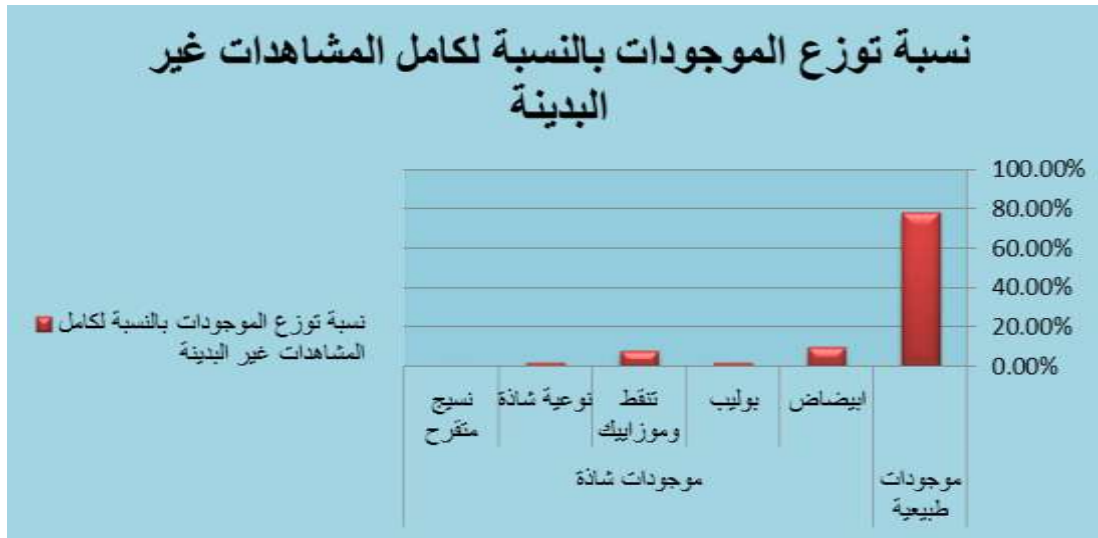 نسبة توزع الموجودات بالنسبة لكامل المشاهدات غير
البدينة
100.00%
80.00%
60.00%
40.00%
20.00%
0.00%
نسبة توزع الموجودات بالنسبة لكامل
المشاهدات غير البدينة
موجودات
طبيعية
ابيضاض
بوليب
تنقط
وموزاييك
نوعية شاذة
نسيج
متقرح
موجودات شاذة